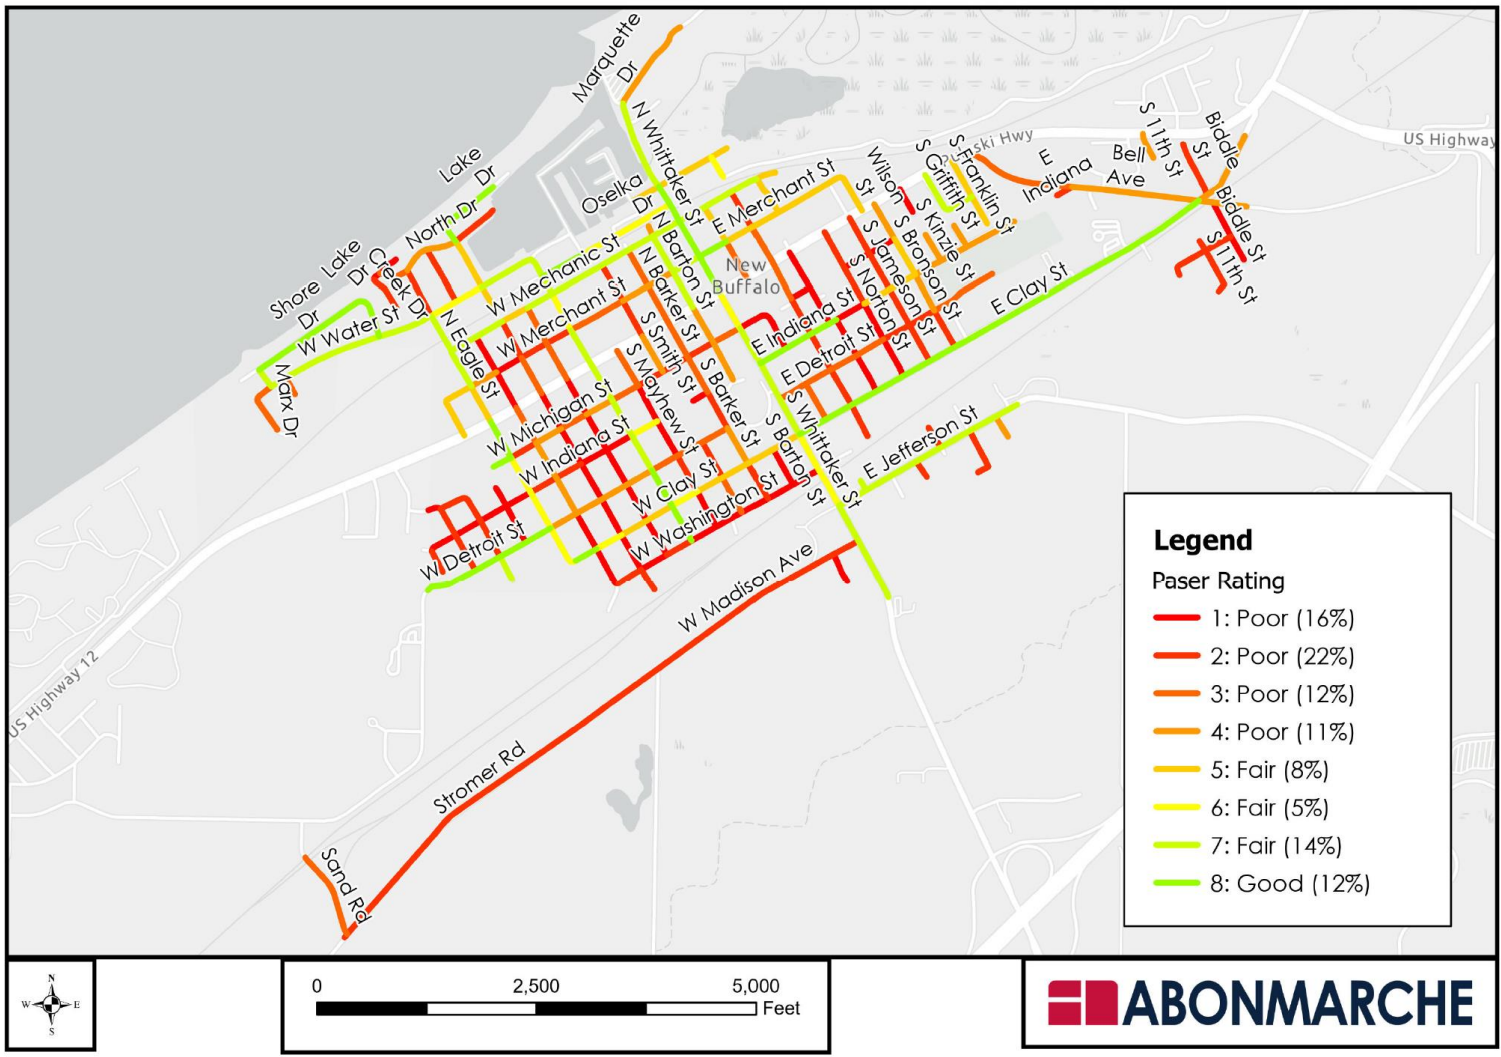 Marquette
Dr
N Whittaker St
Lake
Dr
North Dr
Oselka
Dr
Shore Lake
Dr
Dr
Creek Dr
W Water St
Marx Dr
N Eagle St
W Mechanic St
W Merchant St
N Barton St
N Barker St
E Merchant St
New
Buffalo
Wilson
St
S Griffith St
S Franklin St
ski Hwy
S Kinzie St
S Bronson St
S Jameson St
S Norton St
E
Indiana
Bell
Ave
S 11th St
Biddle
St
Biddle St
S 11th St
US Highway
E Indiana St
E Detroit St
E Clay St
S Smith St
S Mayhew St
S Barker St
W Michigan St
W Indiana St
W Clay St
W Detroit St
W Washington St
S Barton St
S Whittaker St
E Jefferson St
W Madison Ave
Stromer Rd
Sand Rd
US Highway 12
Legend
Paser Rating
1: Poor (16%)
2: Poor (22%)
3: Poor (12%)
4: Poor (11%)
5: Fair (8%)
6: Fair (5%)
7: Fair (14%)
8: Good (12%)
N
W E
S
0 2,500 5,000
Feet
ABONMARCHE